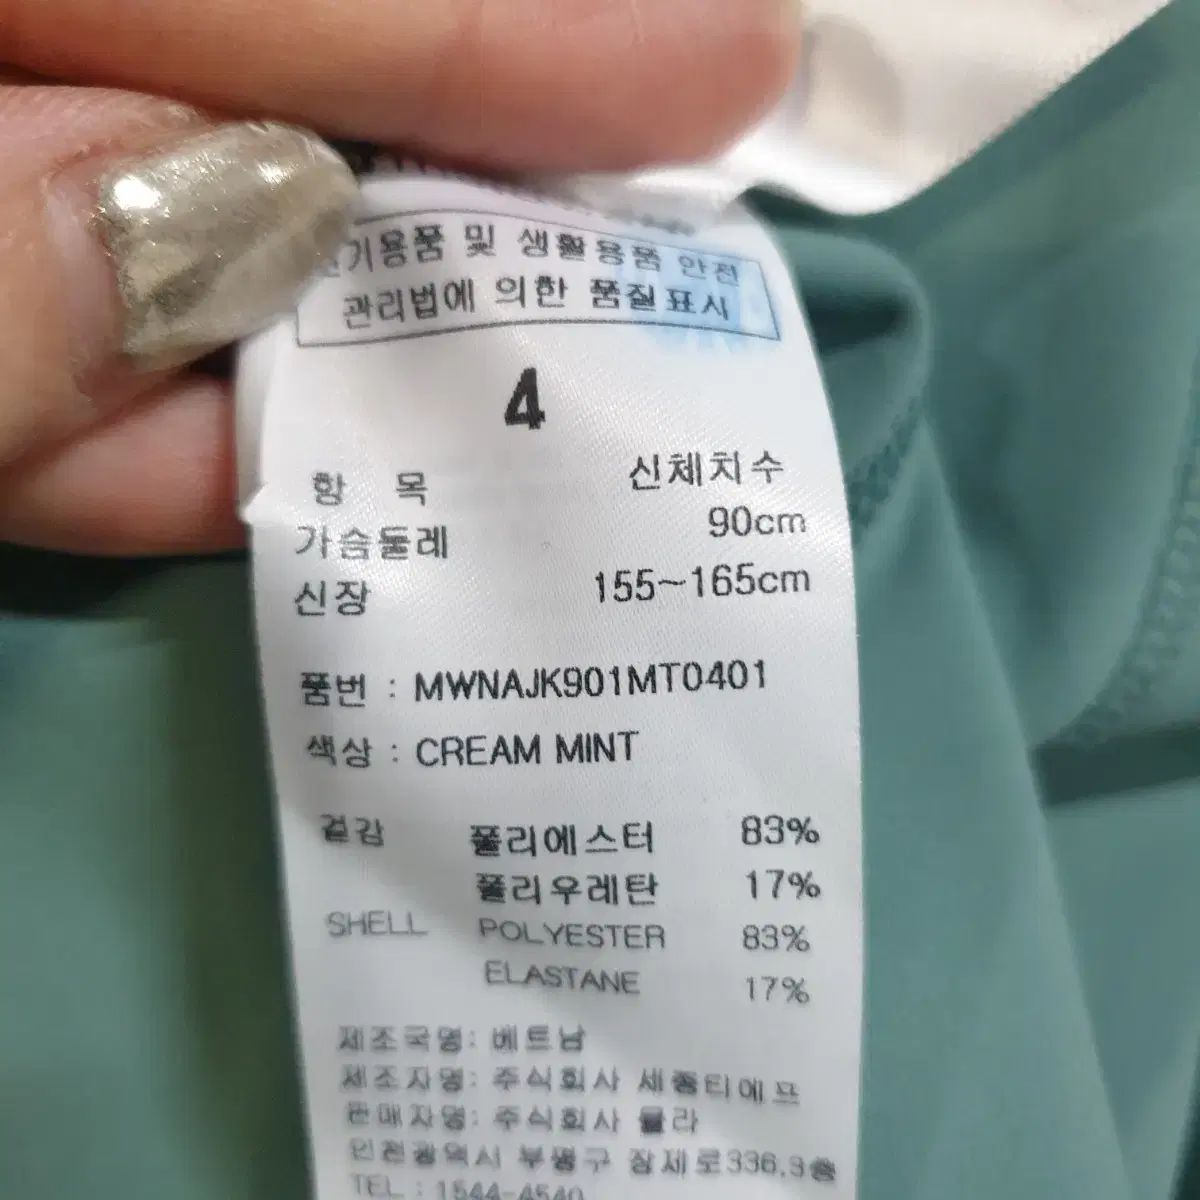 기용품 및 생활용품 안전
관리법에 의한 품질표시
4
항 목 신체치수
가슴둘레 90cm
신장 155~165cm
품번 : MWNAJK901MT0401
색상 : CREAM MINT
겉감 폴리에스터 83%
폴리우레탄 17%
SHELL POLYESTER 83%
ELASTANE 17%
제조국명: 베트남
제조자명: 주식회사 세종티에프
판매자명: 주식회사 뮬라
인천광역시 부평구 장제로336,3층
TEL : 1544-4540